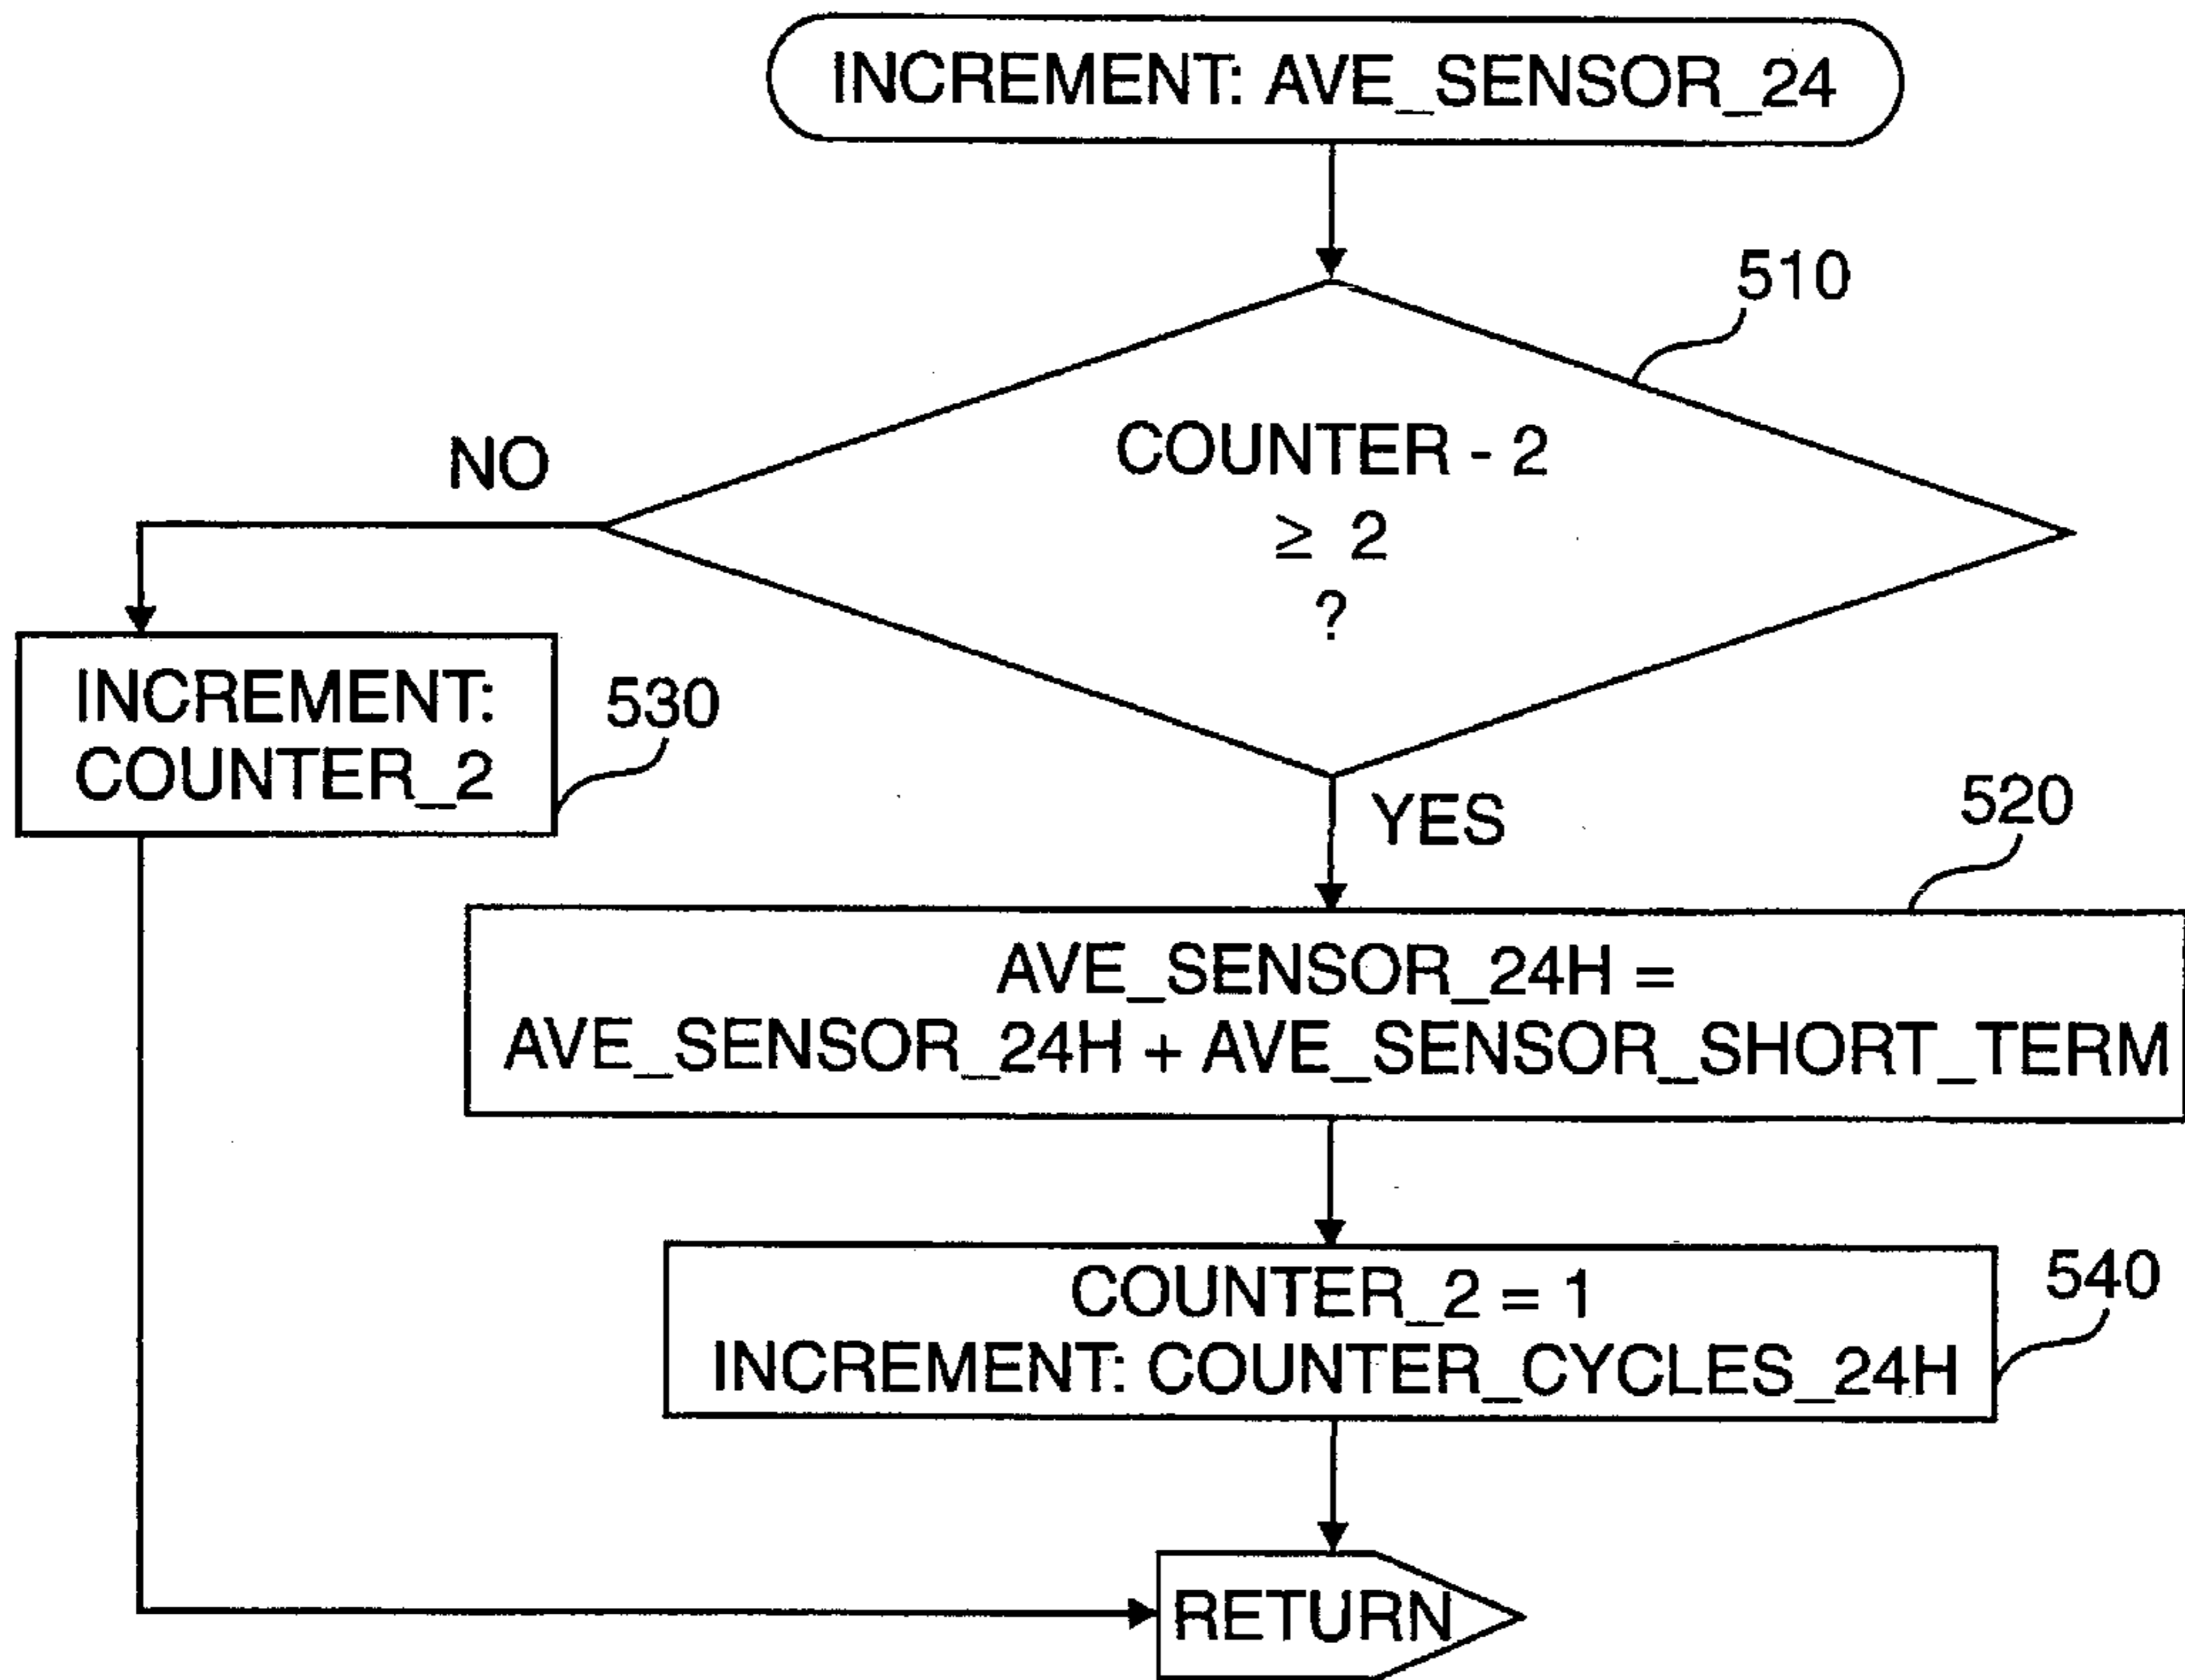 INCREMENT: AVE_SENSOR_24
510
COUNTER - 2
≥ 2
?
NO
INCREMENT:
COUNTER_2
530
YES
520
AVE_SENSOR_24H =
AVE_SENSOR_24H + AVE_SENSOR_SHORT_TERM
COUNTER_2 = 1
INCREMENT: COUNTER_CYCLES_24H
540
RETURN